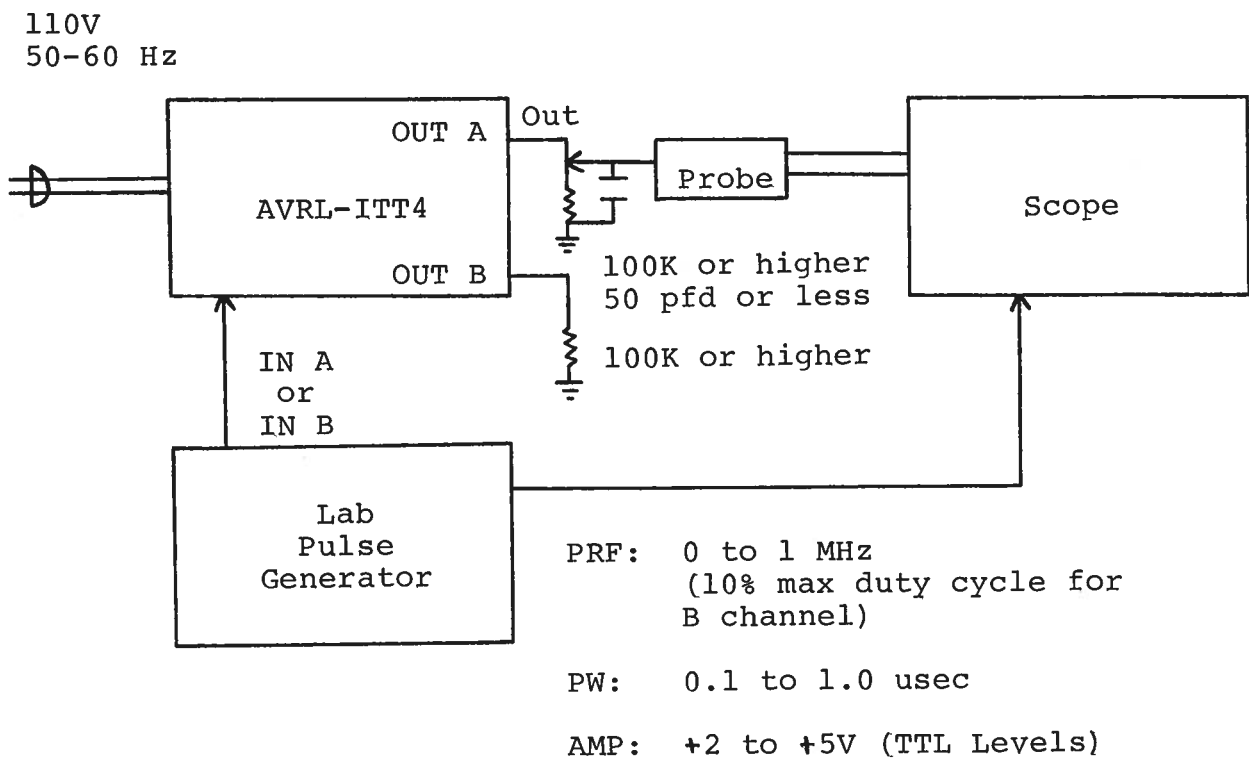 110V
50-60 Hz
OUT A
Out
Probe
Scope
AVRL-ITT4
OUT B
100K or higher
50 pfd or less
100K or higher
IN A
or
IN B
Lab
Pulse
Generator
PRF: 0 to 1 MHz
(10% max duty cycle for
B channel)
PW: 0.1 to 1.0 usec
AMP: +2 to +5V (TTL Levels)